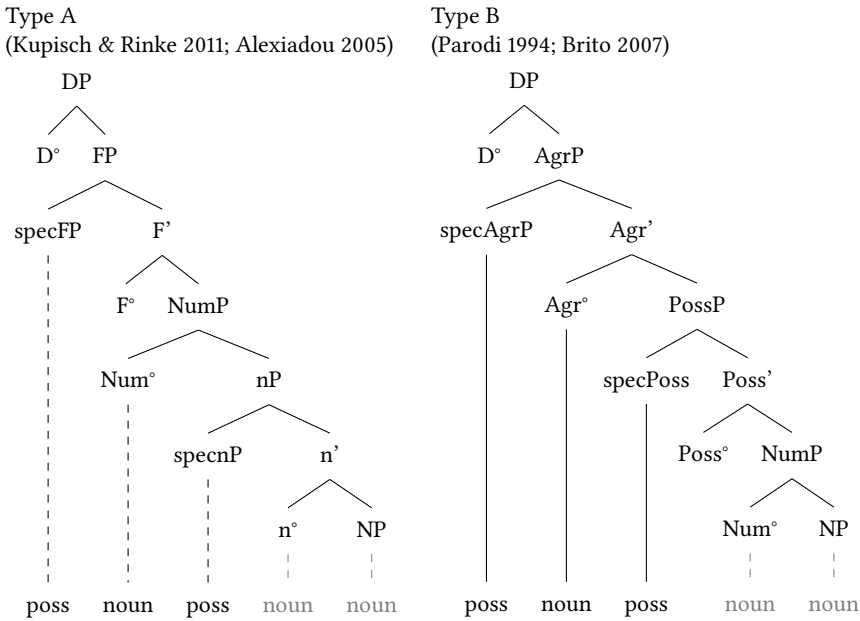 Type A
(Kupisch & Rinke 2011; Alexiadou 2005)
DP
D° FP
specFP F’
F° NumP
Num° nP
specnP n’
n° NP
poss noun poss noun noun
Type B
(Parodi 1994; Brito 2007)
DP
D° AgrP
specAgrP Agr’
Agr° PossP
specPoss Poss’
Poss° NumP
Num° NP
poss noun poss noun noun